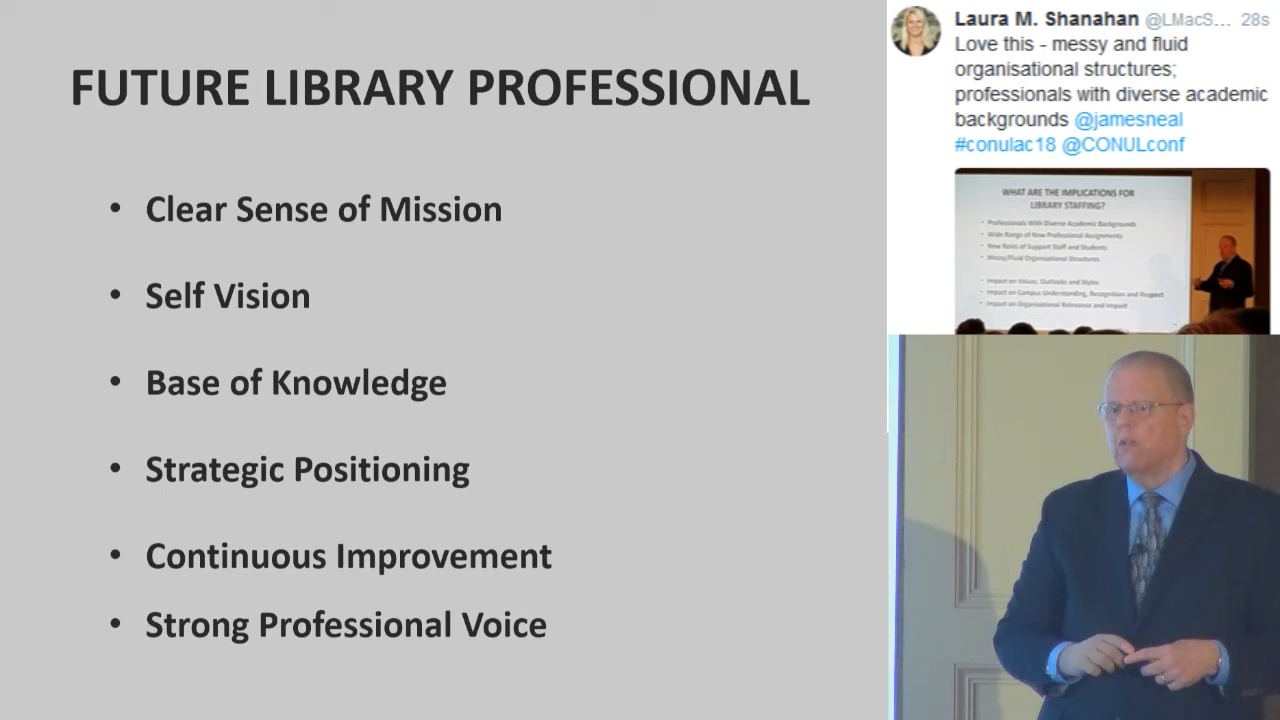 FUTURE LIBRARY PROFESSIONAL
• Clear Sense of Mission
• Self Vision
• Base of Knowledge
• Strategic Positioning
• Continuous Improvement
• Strong Professional Voice
Laura M. Shanahan @LMacS... 28s
Love this - messy and fluid
organisational structures;
professionals with diverse academic
backgrounds @jamesneal
#conulac18 @CONULconf
WHAT ARE THE IMPLICATIONS FOR
LIBRARY STAFFING?
• Professionals With Diverse Academic Backgrounds
• Wide Range of New Professional Assignments
• New Roles of Support Staff and Students
• Messy/Fluid Organizational Structures
• Impact on Values, Outlooks and Styles
• Impact on Campus Understanding, Recognition and Respect
• Impact on Organizational Relevance and Impact